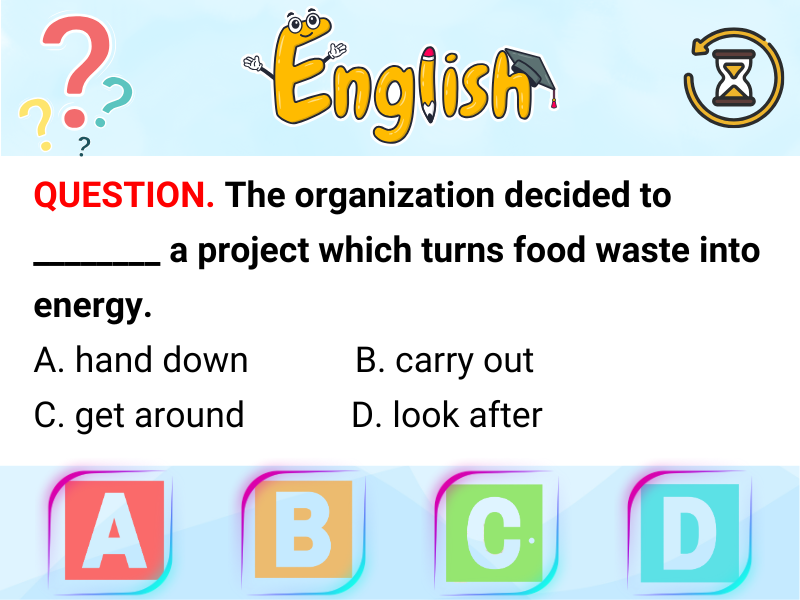 ? ? ? ?
English
QUESTION. The organization decided to
________ a project which turns food waste into
energy.
A. hand down B. carry out
C. get around D. look after
A B C D